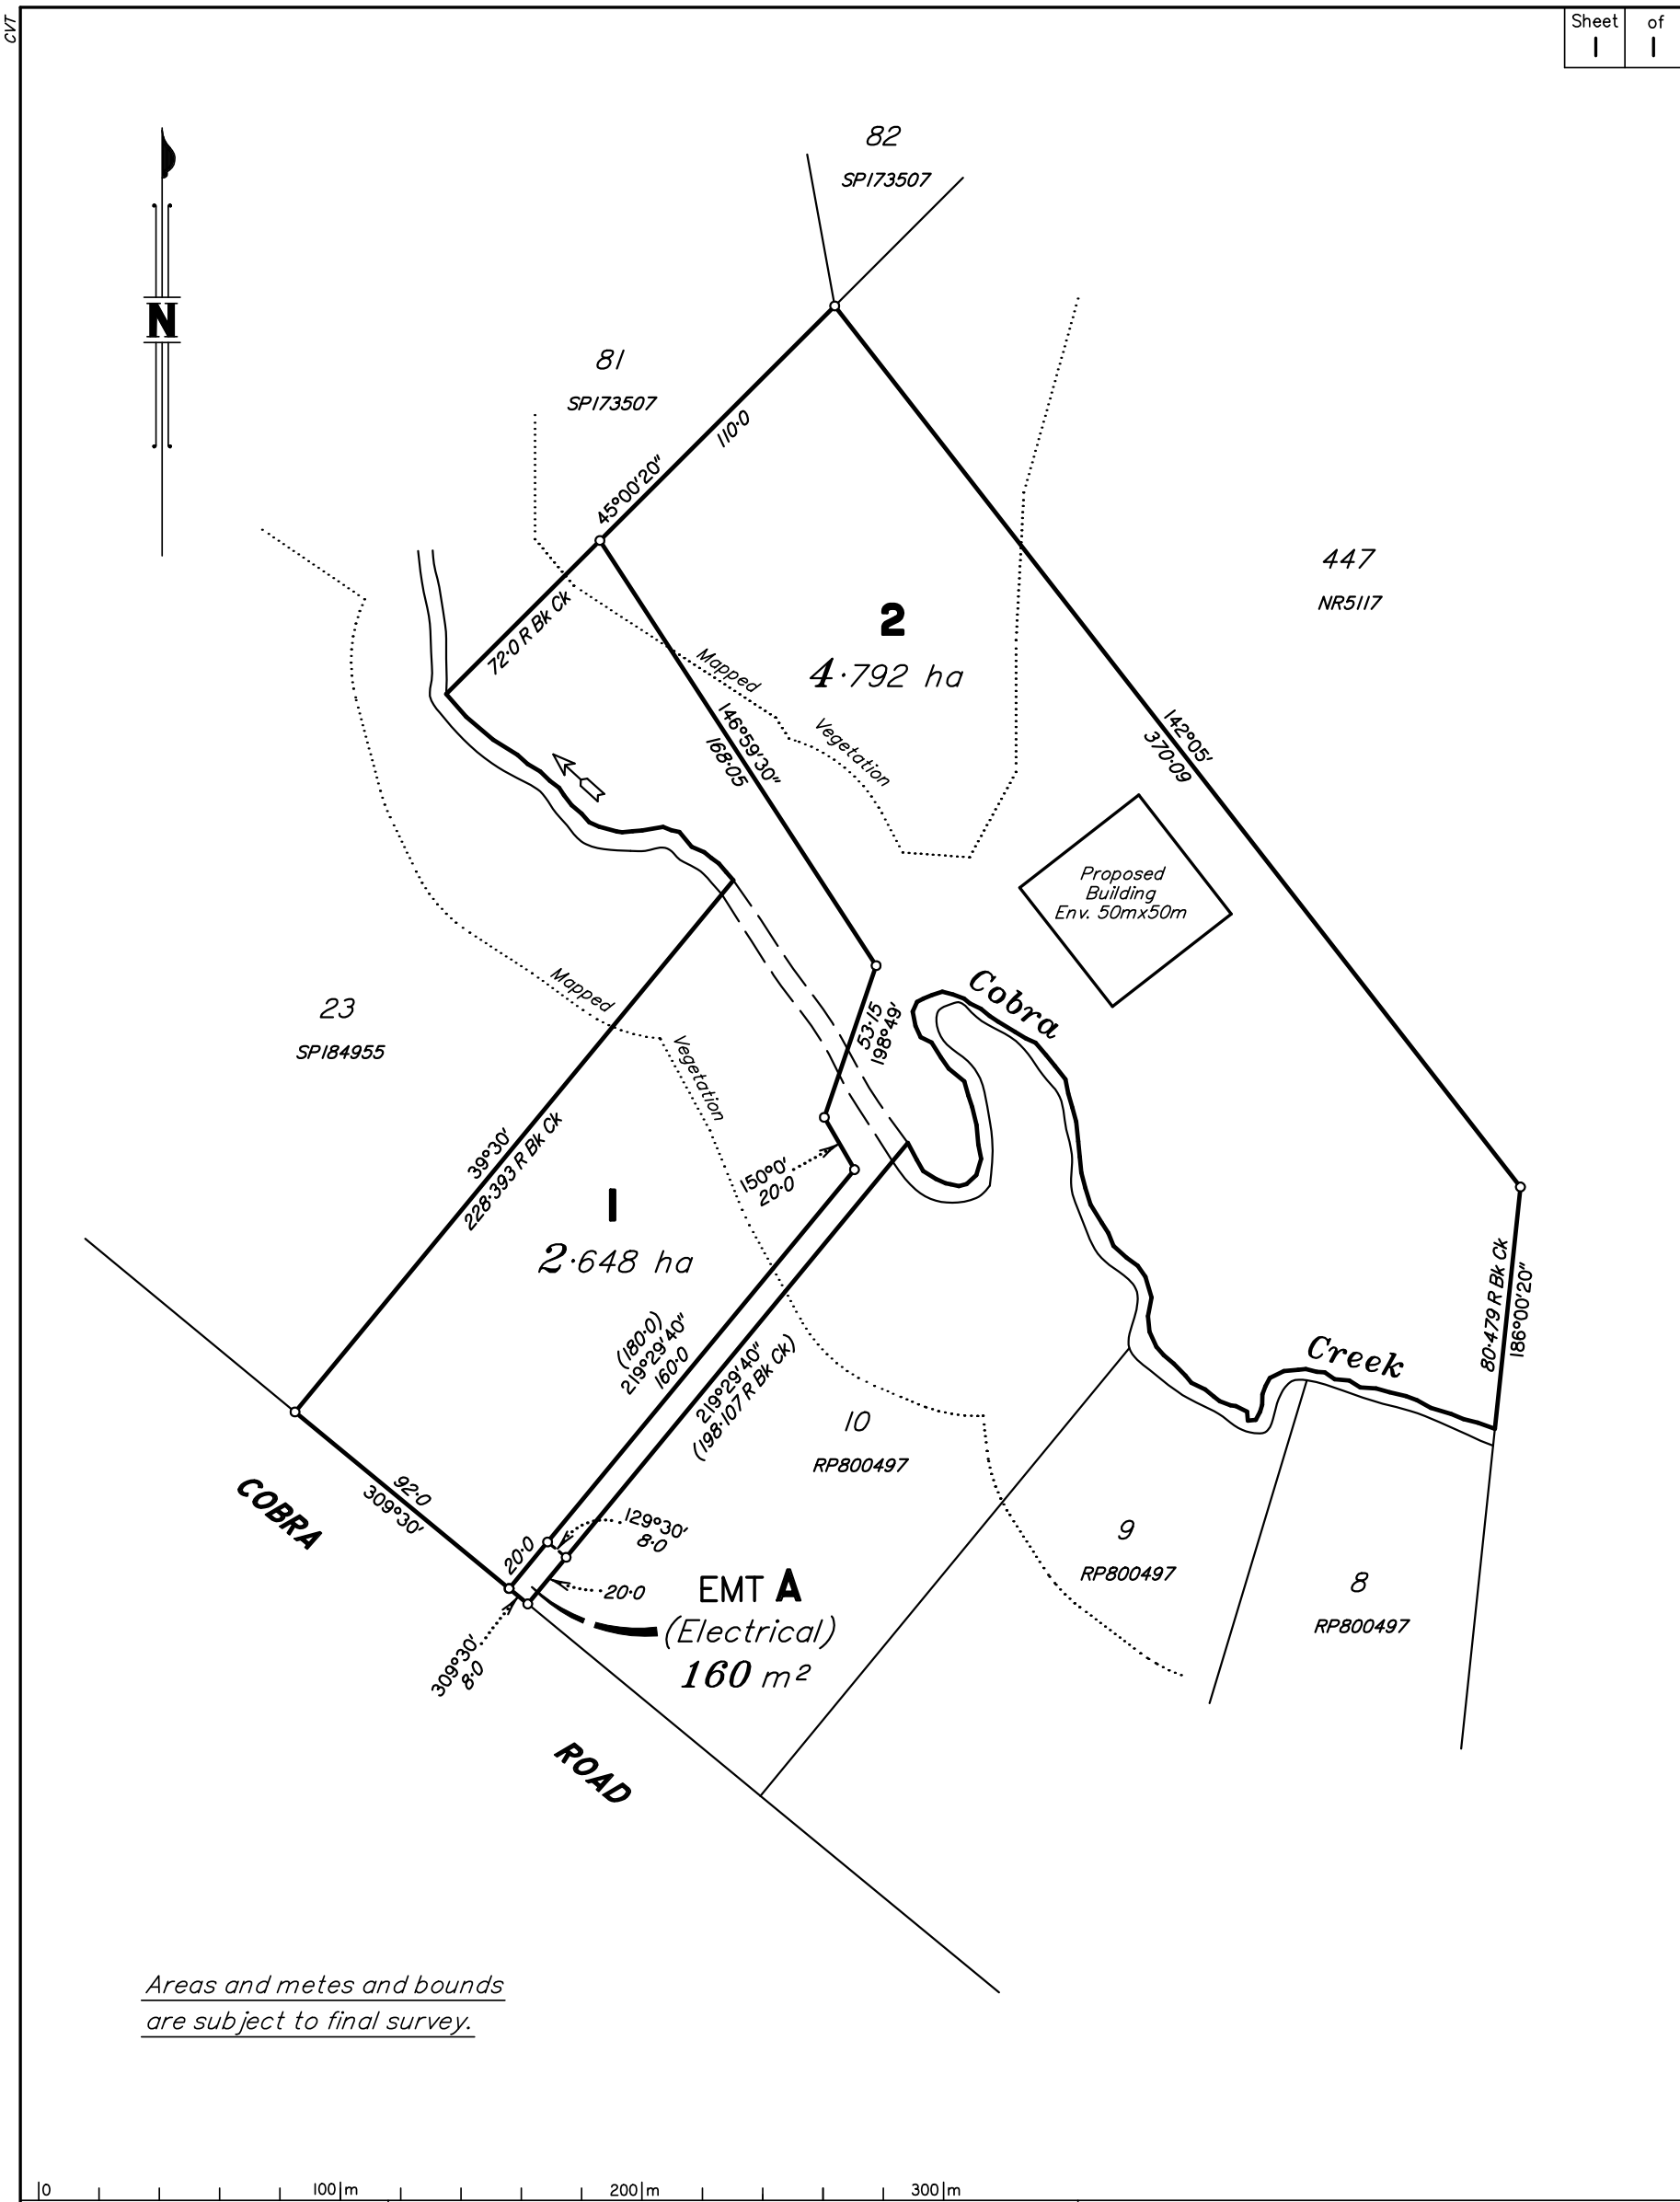 CVT
Sheet of
1 1
82
SP173507
N
81
SP173507
110·0
45°00'20"
72·0 R Bk Ck
447
NR5117
2
4·792 ha
Mapped
Vegetation
146°59'30"
168·05
142°05'
370·09
Proposed
Building
Env. 50mx50m
Cobra
23
SP184955
Mapped
Vegetation
53·15
198°49'
39°30'
228·393 R Bk Ck
150°0'
20·0
1
2·648 ha
80·479 R Bk Ck
186°00'20"
Creek
(180·0)
219°29'40"
160·0
219°29'40"
(198·107 R Bk Ck)
10
RP800497
COBRA
92·0
309°30'
20·0
129°30'
8·0
20·0
9
RP800497
8
RP800497
EMT A
(Electrical)
160 m²
309°30'
8·0
ROAD
Areas and metes and bounds
are subject to final survey.
0 100m 200m 300m